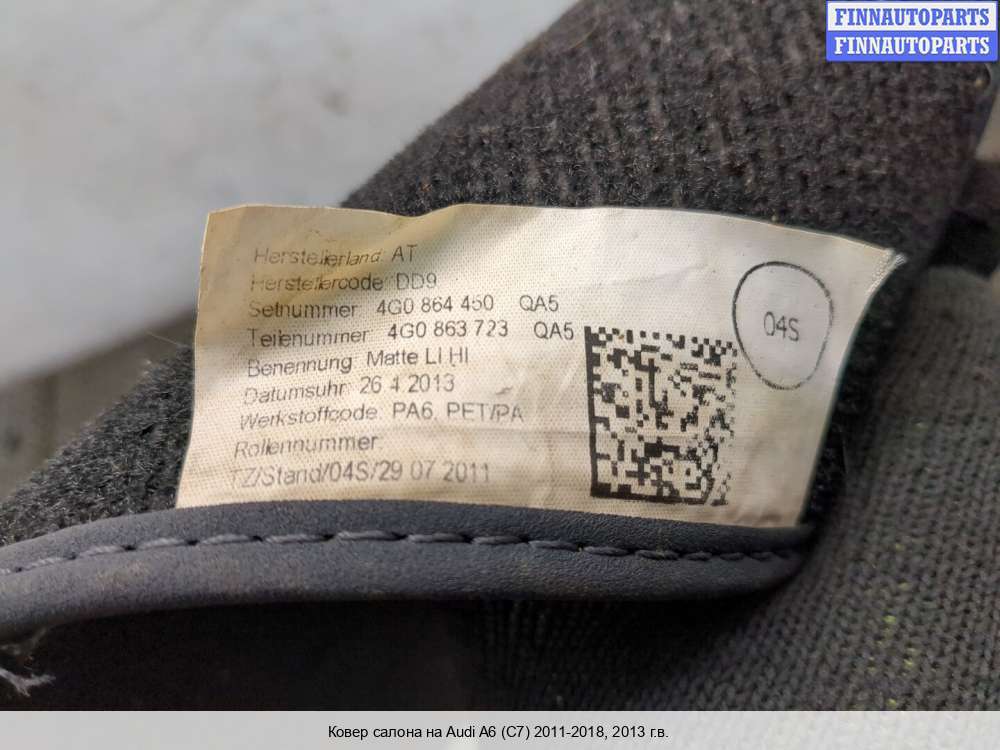 FINNAUTOPARTS
FINNAUTOPARTS
Herstellerland: AT
Herstellercode: DD9
Setnummer: 4G0 864 450 QA5
Teilenummer: 4G0 863 723 QA5
Benennung: Matte LI HI
Datumsuhr: 26.4.2013
Werkstoffcode: PA6, PET/PA
Rollennummer:
TZ/Stand/04S/29.07.2011
04S
Ковер салона на Audi A6 (C7) 2011-2018, 2013 г.в.